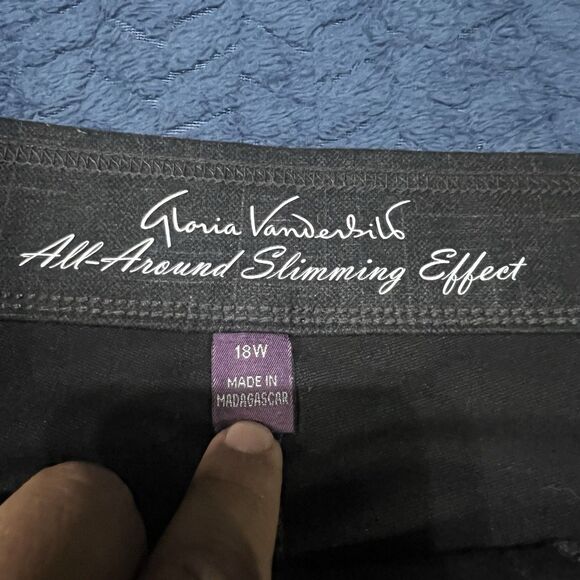 Gloria Vanderbilt
All-Around Slimming Effect
18W
MADE IN
MADAGASCAR